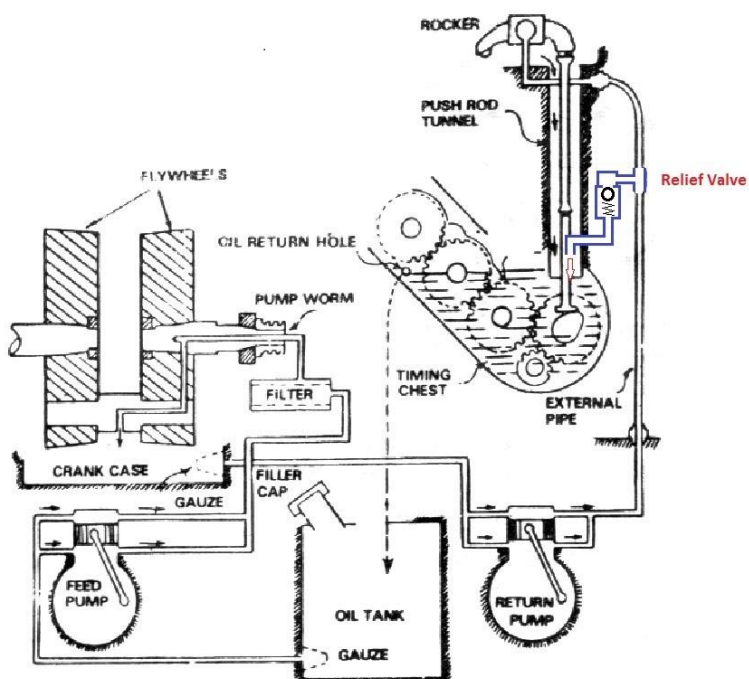 ROCKER
PUSH ROD
TUNNEL
Relief Valve
FLYWHEELS
OIL RETURN HOLE
PUMP WORM
TIMING
CHEST
EXTERNAL
PIPE
FILTER
CRANK CASE
FILLER
CAP
GAUZE
FEED
PUMP
OIL TANK
GAUZE
RETURN
PUMP